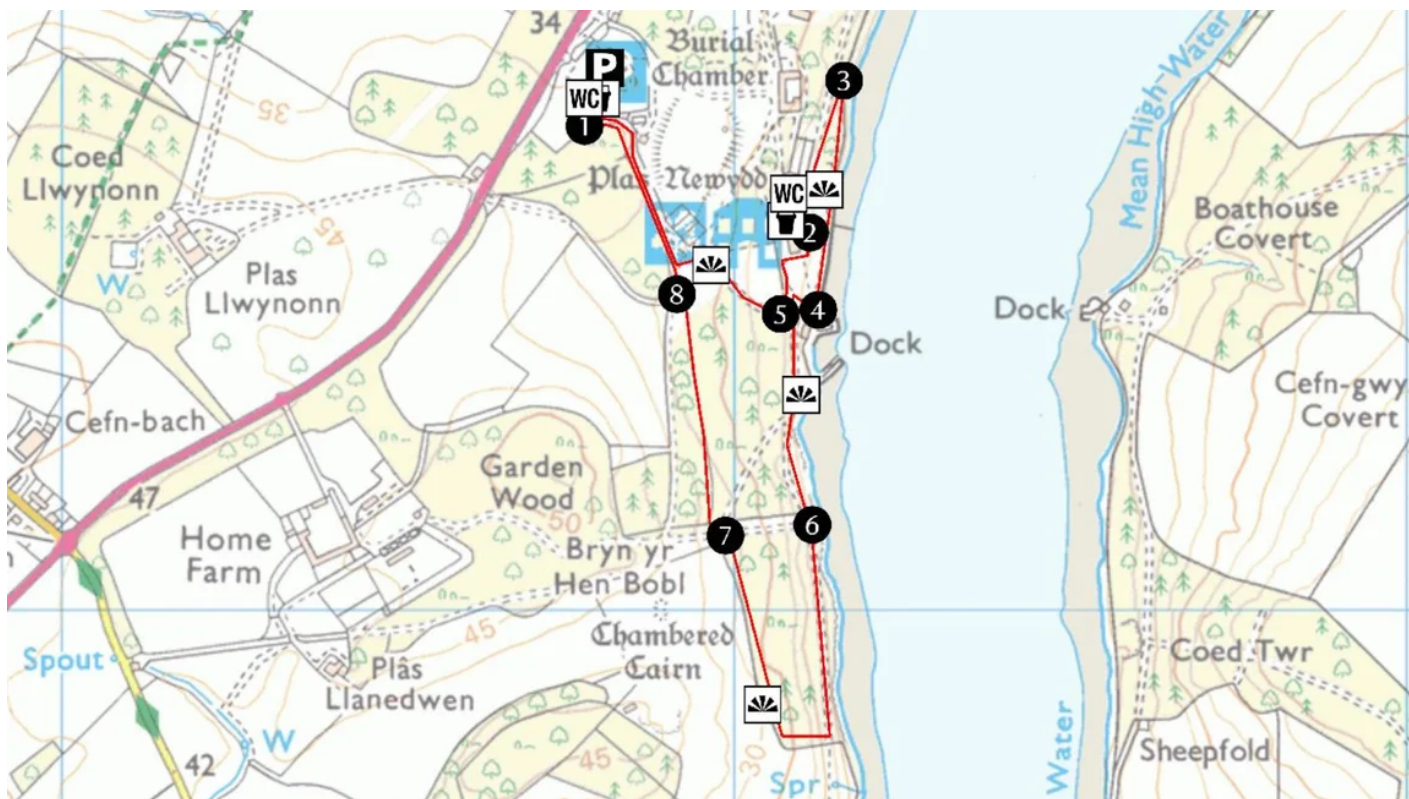 34
Burial
Chamber
P
WC
1
3
35
Coed
Llwynonn
Plas Newydd
45
WC
2
Mean High-Water
Boathouse
Covert
W
Plas
Llwynonn
8
5
4
Dock
Dock
Cefn-bach
Cefn-gwy
Covert
Garden
Wood
50
47
Home
Farm
7
6
Bryn yr
Hen Bobl
45
Chambered
Cairn
Spout
Plâs
Llanedwen
Coed Twr
W
42
45
30
Spr
Water
Sheepfold